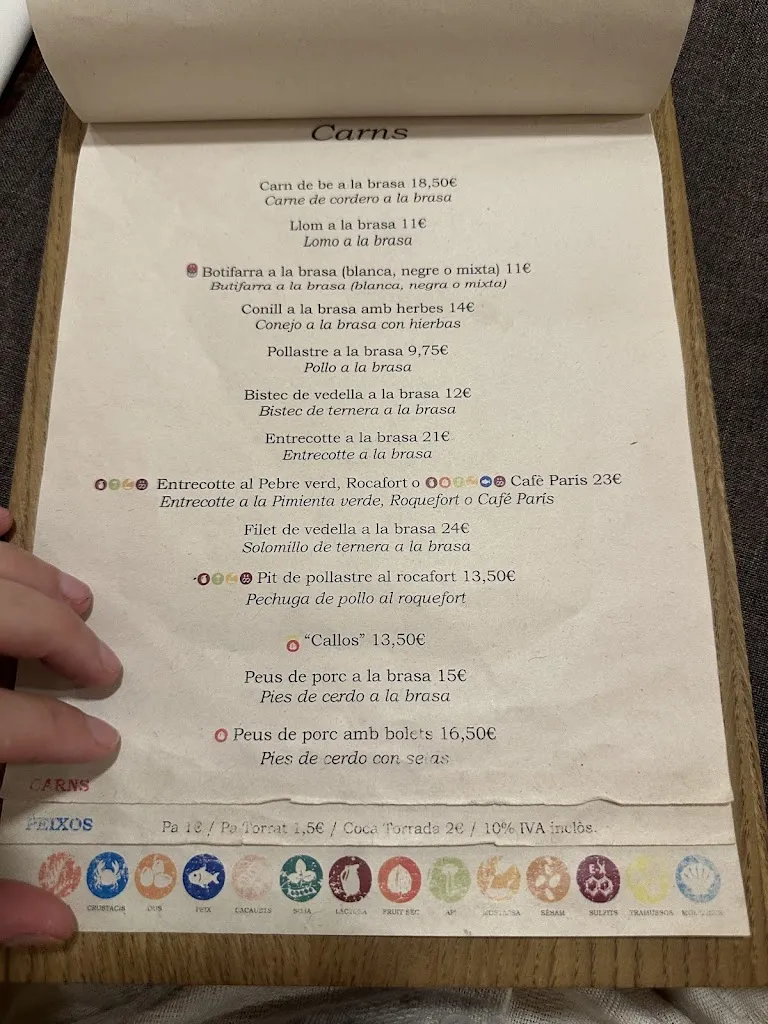 Carns
Carn de be a la brasa 18,50€
Carne de cordero a la brasa
Llom a la brasa 11€
Lomo a la brasa
Botifarra a la brasa (blanca, negre o mixta) 11€
Butifarra a la brasa (blanca, negra o mixta)
Conill a la brasa amb herbes 14€
Conejo a la brasa con hierbas
Pollastre a la brasa 9,75€
Pollo a la brasa
Bistec de vedella a la brasa 12€
Bistec de ternera a la brasa
Entrecotte a la brasa 21€
Entrecotte a la brasa
Entrecotte al Pebre verd, Rocafort o Cafè Paris 23€
Entrecotte a la Pimienta verde, Roquefort o Café Paris
Filet de vedella a la brasa 24€
Solomillo de ternera a la brasa
Pit de pollastre al rocafort 13,50€
Pechuga de pollo al roquefort
"Callos" 13,50€
Peus de porc a la brasa 15€
Pies de cerdo a la brasa
Peus de porc amb bolets 16,50€
Pies de cerdo con setas
CARNS
PEIXOS
Pa 1€ / Pa Torrat 1,5€ / Coca Torrada 2€ / 10% IVA inclòs.
CRUSTACIS OUS PEIX CACAUETS SOJA LACTICS FRUIT SEC API MOSTASSA SÈSAM SULFITS TRAMUSSOS